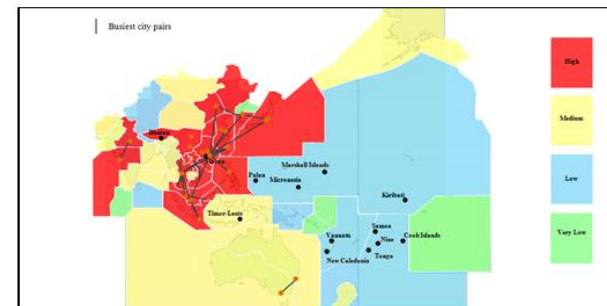 Busiest city pairs
High
Medium
Low
Very Low
Bhutan
Marshall Islands
Palau
Micronesia
Kiribati
Timor-Leste
Samoa
Vanuatu
Niue
Cook Islands
New Caledonia
Tonga